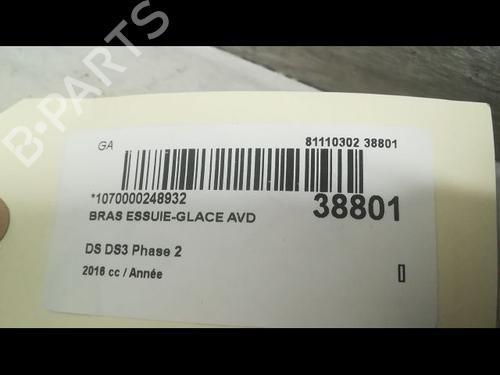 B-PARTS
GA
81110302 38801
*1070000248932
38801
BRAS ESSUIE-GLACE AVD
DS DS3 Phase 2
2016 cc / Année